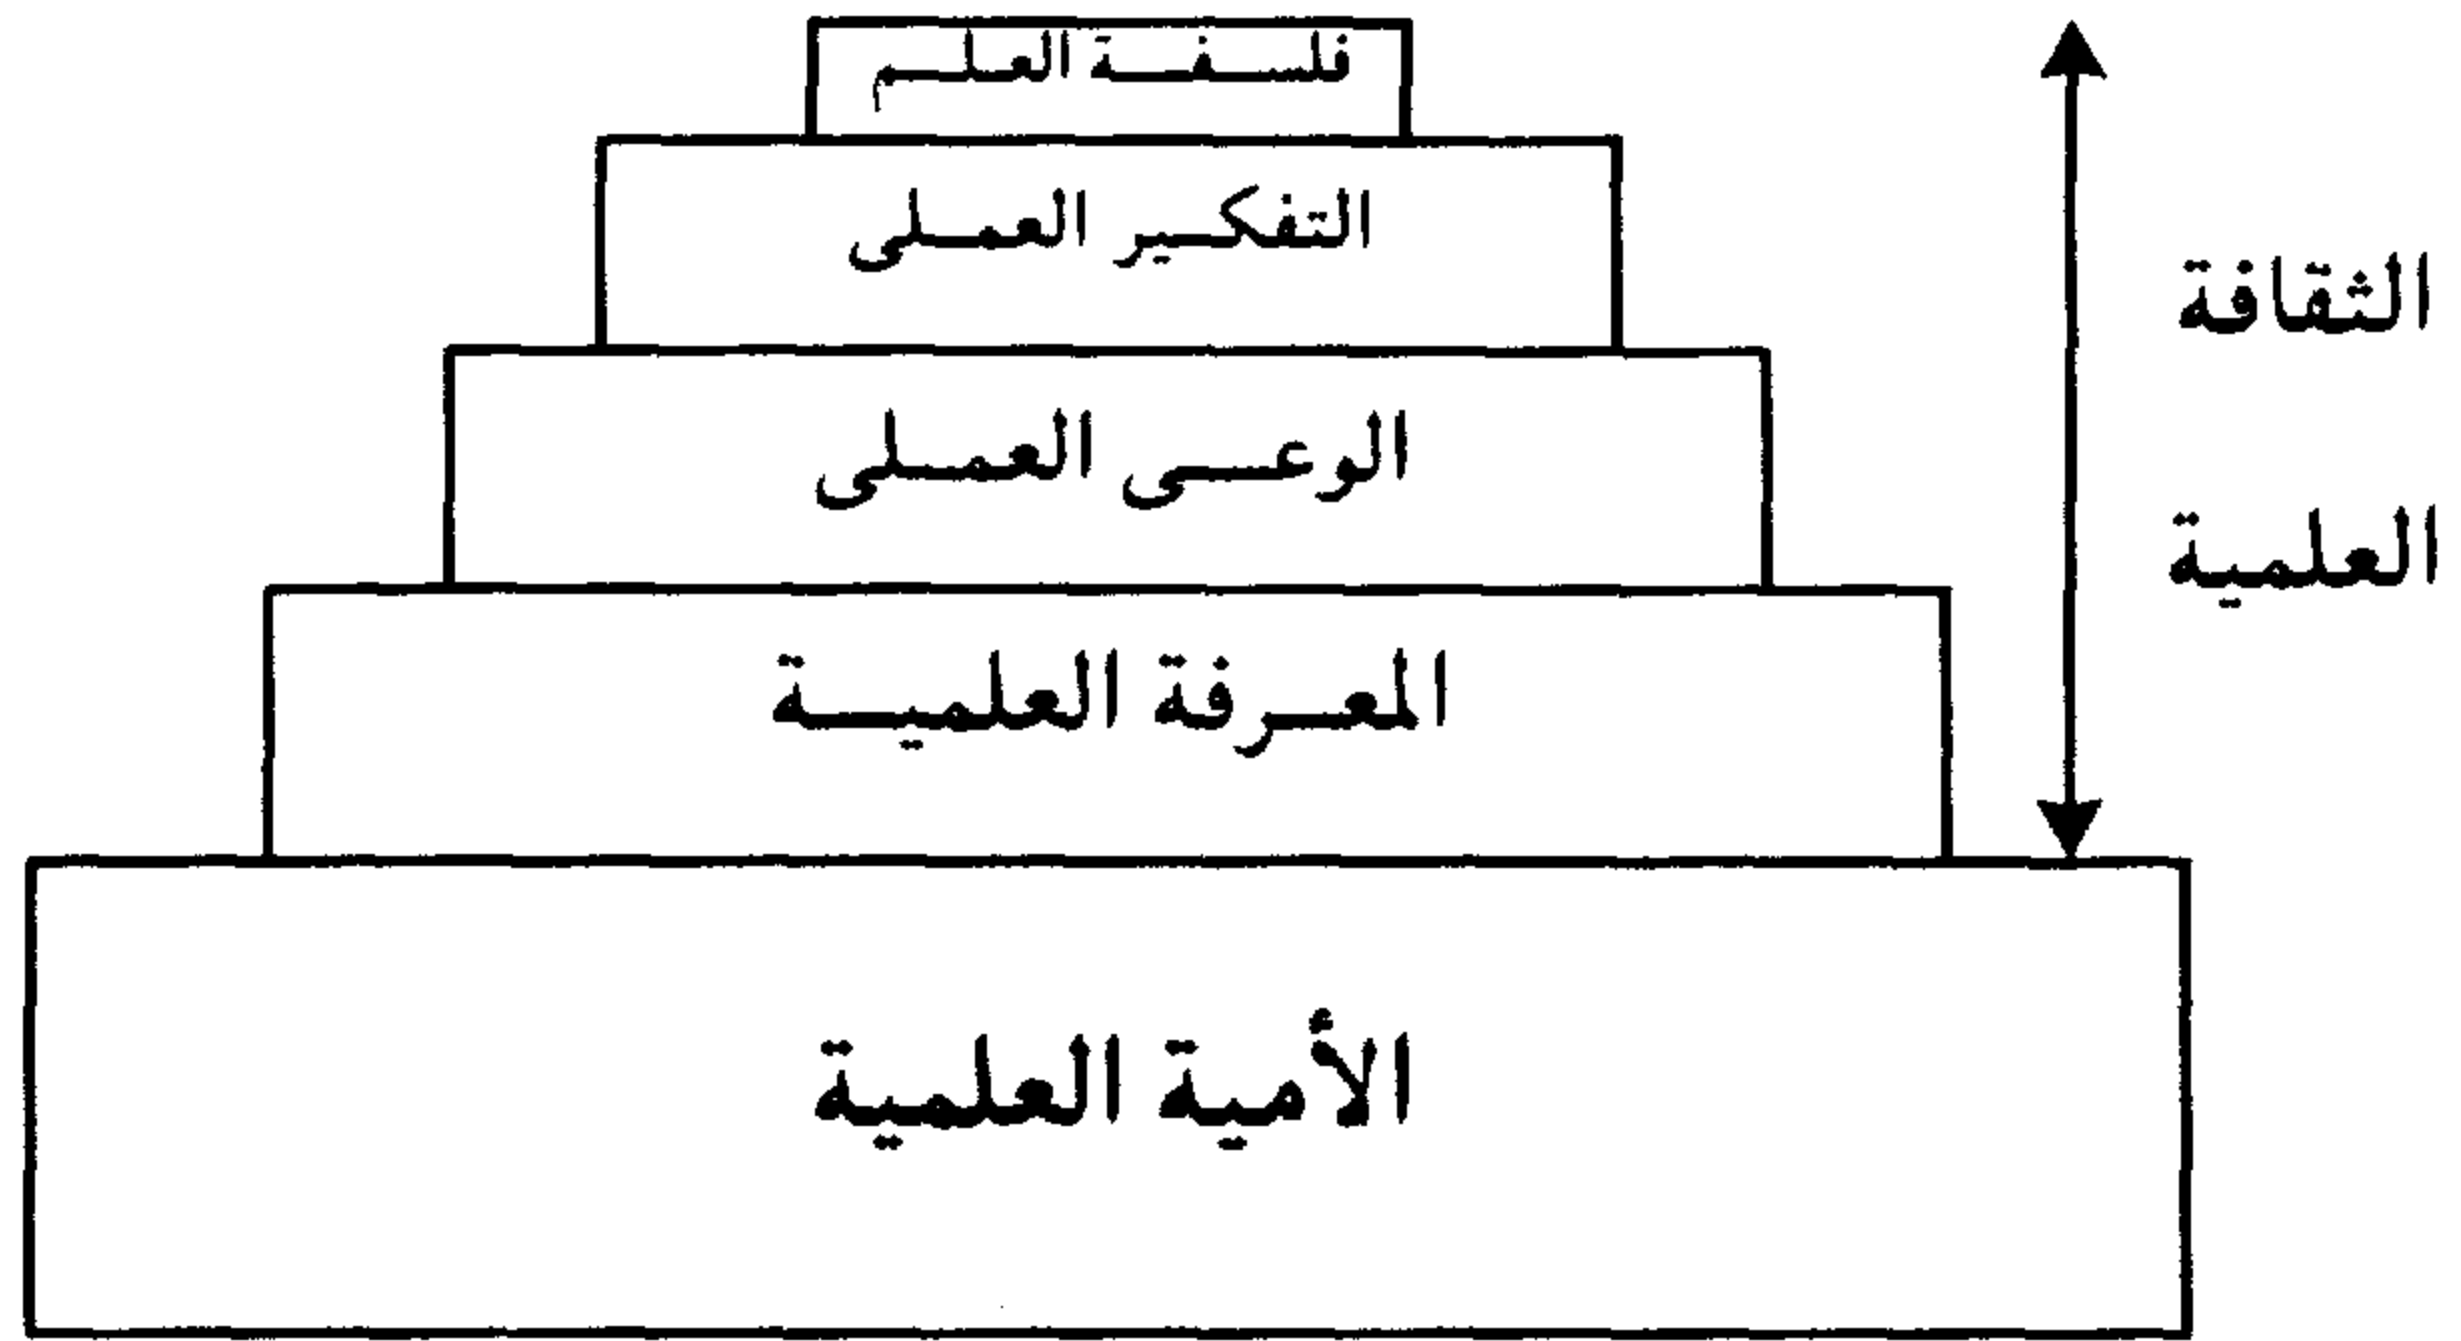 فلسفة العلم
التفكير العملى
الوعى العملى
المعرفة العلمية
الأمية العلمية
الثقافة
العلمية